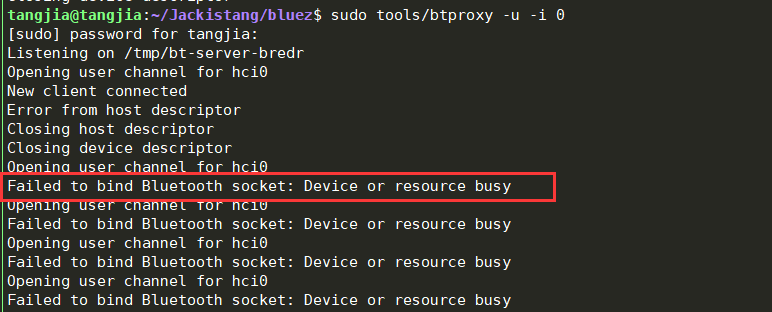 closing device descriptor
tangjia@tangjia:~/Jackistang/bluez$ sudo tools/btproxy -u -i 0
[sudo] password for tangjia:
Listening on /tmp/bt-server-bredr
Opening user channel for hci0
New client connected
Error from host descriptor
Closing host descriptor
Closing device descriptor
Opening user channel for hci0
Failed to bind Bluetooth socket: Device or resource busy
Opening user channel for hci0
Failed to bind Bluetooth socket: Device or resource busy
Opening user channel for hci0
Failed to bind Bluetooth socket: Device or resource busy
Opening user channel for hci0
Failed to bind Bluetooth socket: Device or resource busy